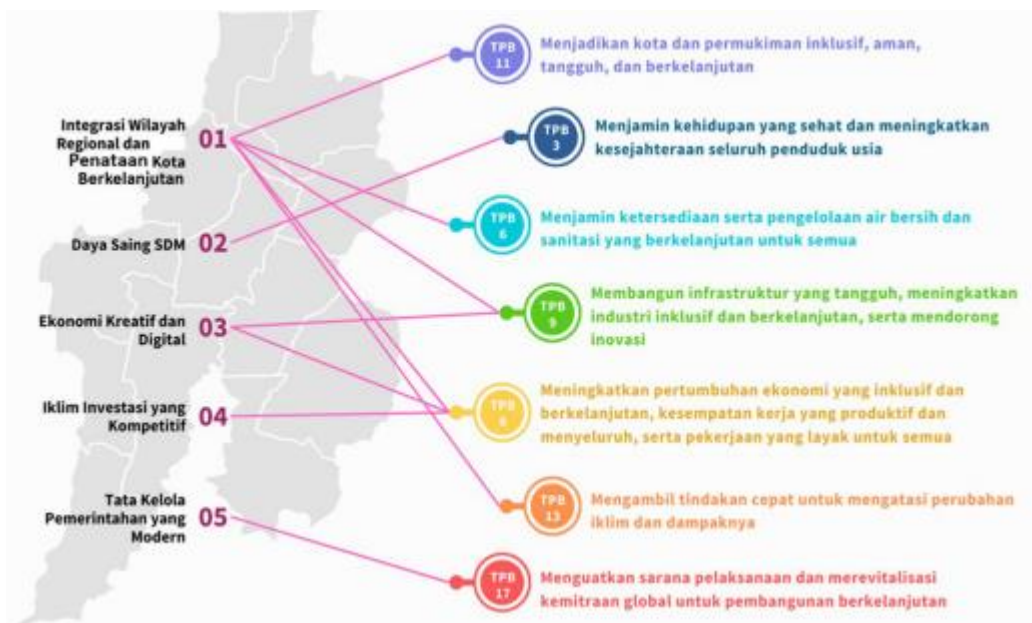 TPB
11
Menjadikan kota dan permukiman inklusif, aman,
tangguh, dan berkelanjutan
Integrasi Wilayah
Regional dan
Penataan Kota
Berkelanjutan
01
TPB
3
Menjamin kehidupan yang sehat dan meningkatkan
kesejahteraan seluruh penduduk usia
TPB
6
Menjamin ketersediaan serta pengelolaan air bersih dan
sanitasi yang berkelanjutan untuk semua
Daya Saing SDM
02
TPB
9
Membangun infrastruktur yang tangguh, meningkatkan
industri inklusif dan berkelanjutan, serta mendorong
inovasi
Ekonomi Kreatif dan
Digital
03
TPB
Meningkatkan pertumbuhan ekonomi yang inklusif dan
berkelanjutan, kesempatan kerja yang produktif dan
menyeluruh, serta pekerjaan yang layak untuk semua
Iklim Investasi yang
Kompetitif
04
TPB
13
Mengambil tindakan cepat untuk mengatasi perubahan
iklim dan dampaknya
Tata Kelola
Pemerintahan yang
Modern
05
TPB
17
Menguatkan sarana pelaksanaan dan merevitalisasi
kemitraan global untuk pembangunan berkelanjutan